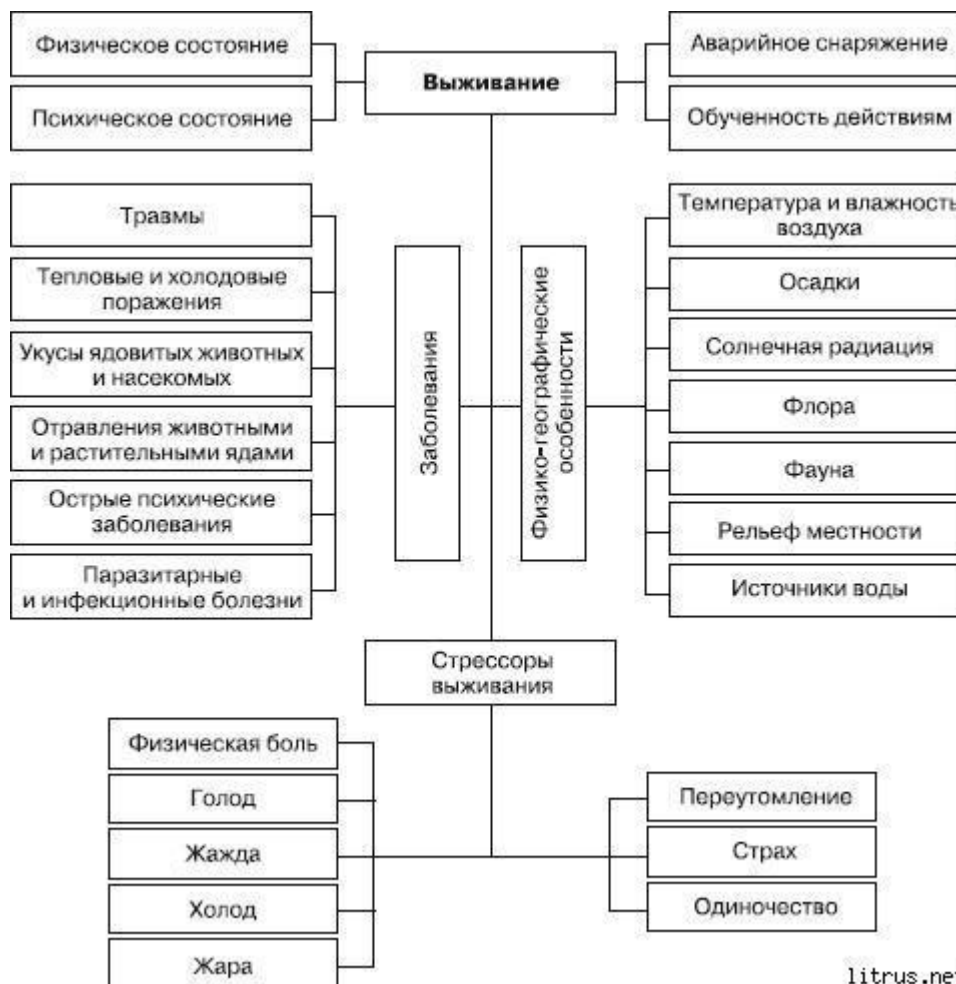 Физическое состояние
Психическое состояние
Выживание
Аварийное снаряжение
Обученность действиям
Травмы
Тепловые и холодовые
поражения
Укусы ядовитых животных
и насекомых
Отравления животными
и растительными ядами
Острые психические
заболевания
Паразитарные
и инфекционные болезни
Заболевания
Физико-географические
особенности
Температура и влажность
воздуха
Осадки
Солнечная радиация
Флора
Фауна
Рельеф местности
Источники воды
Стрессоры
выживания
Физическая боль
Голод
Жажда
Холод
Жара
Переутомление
Страх
Одиночество
litrus.net